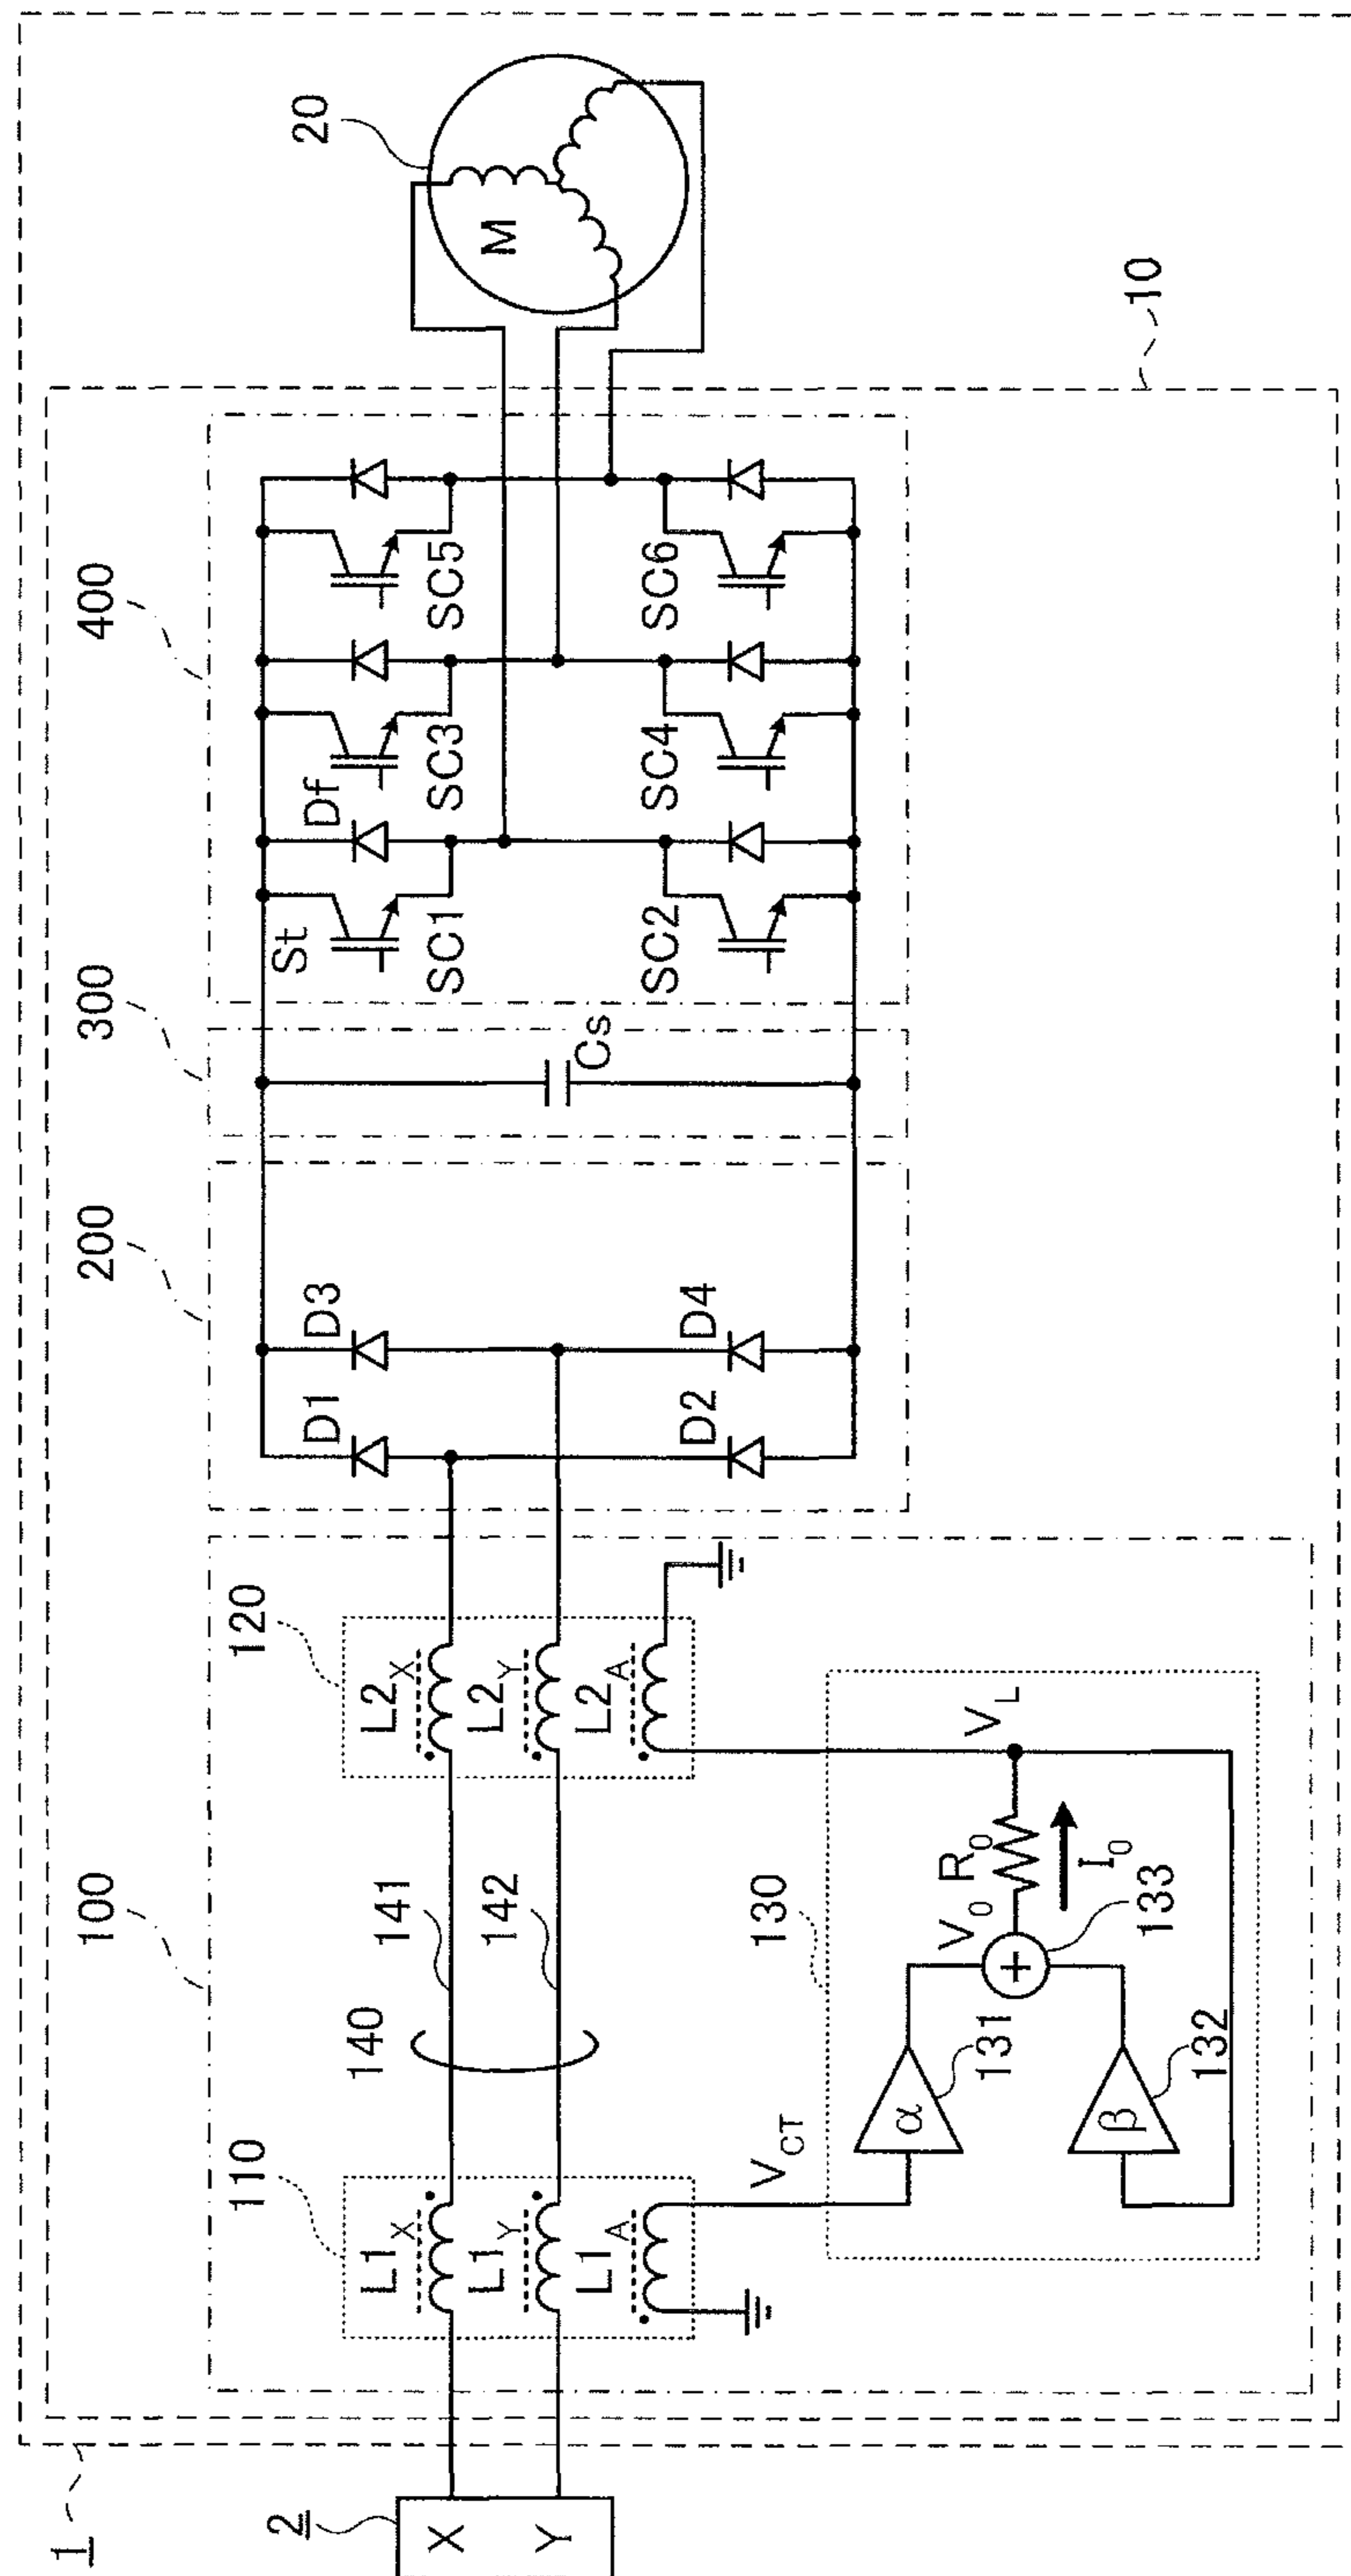 1
2
X
Y
100
110
L1X
L1Y
L1A
VCT
140
141
142
120
L2X
L2Y
L2A
130
α
131
β
132
133
V0
R0
I0
VL
200
D1
D2
D3
D4
300
Cs
400
St
Df
SC1
SC2
SC3
SC4
SC5
SC6
10
20
M